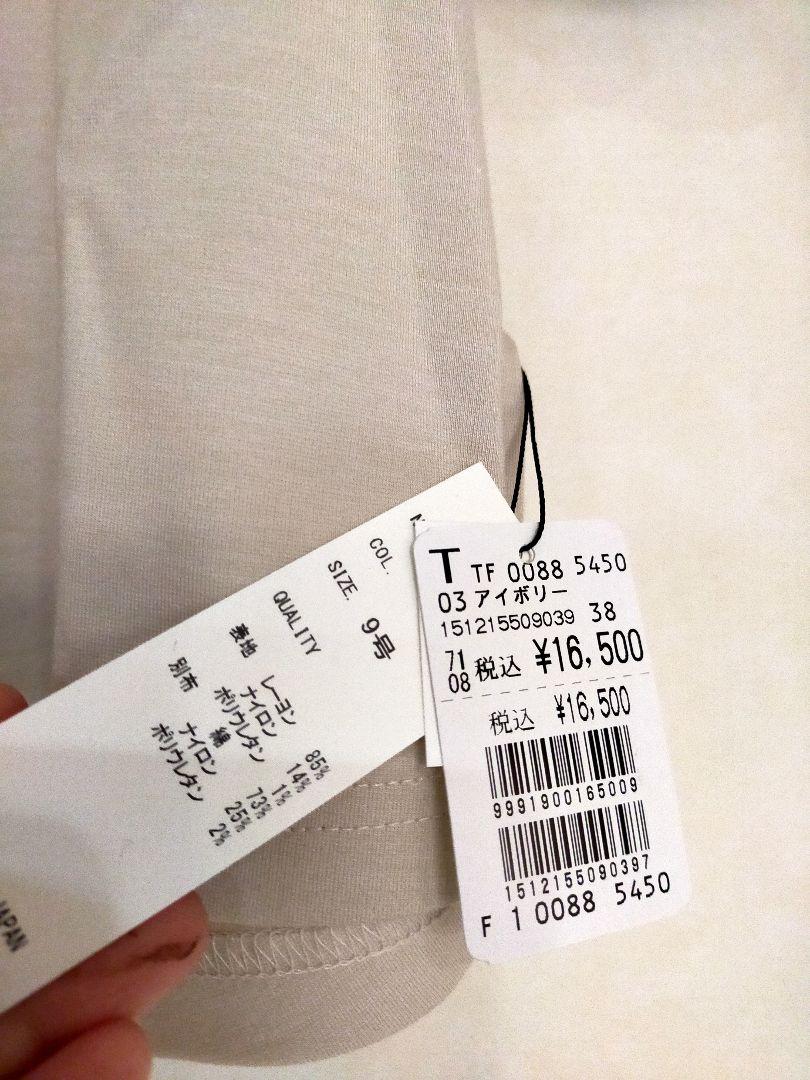 COL.
SIZE. 9号
QUALITY
表地 レーヨン 85%
ナイロン 14%
ポリウレタン 1%
別布 綿 73%
ナイロン 25%
ポリウレタン 2%
JAPAN
T TF 0088 5450
03 アイボリー
151215509039 38
71
08 税込 ¥16,500
税込 ¥16,500
9991900165009
1512155090397
F 1 0088 5450